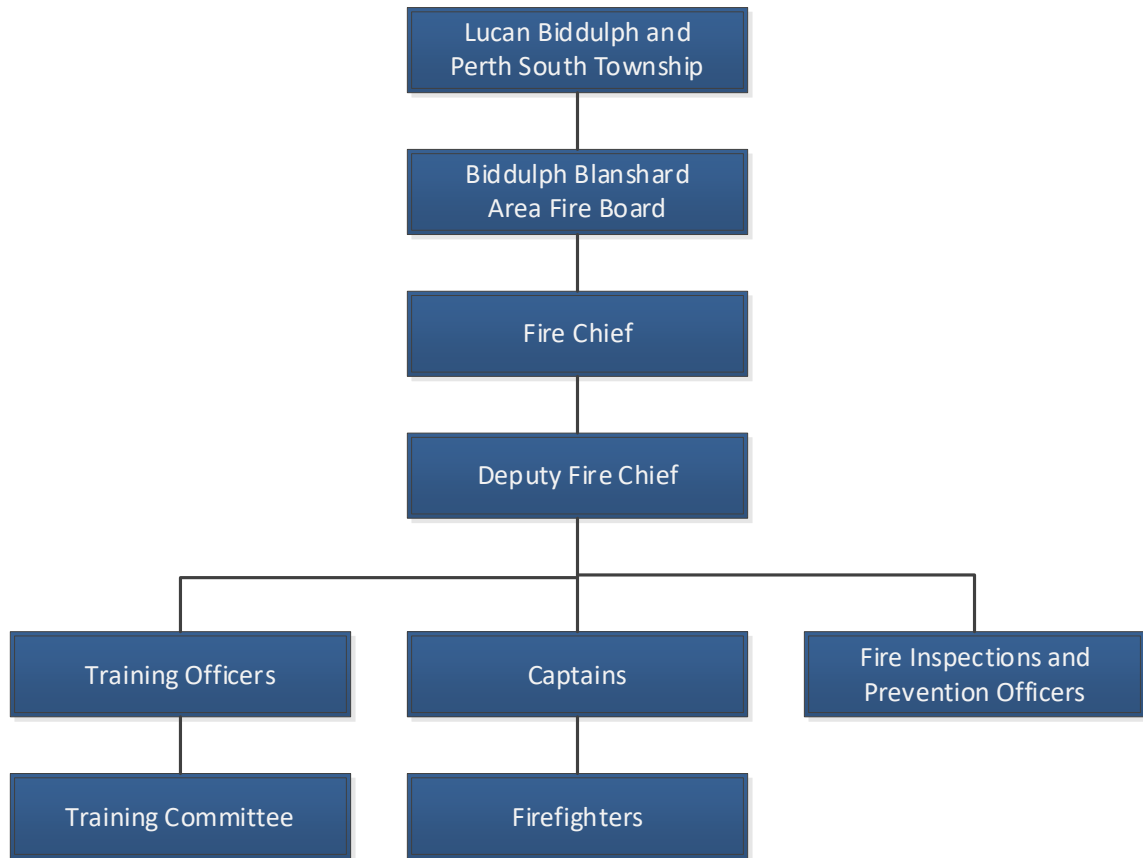 Lucan Biddulph and
Perth South Township
Biddulph Blanshard
Area Fire Board
Fire Chief
Deputy Fire Chief
Training Officers
Captains
Fire Inspections and
Prevention Officers
Training Committee
Firefighters